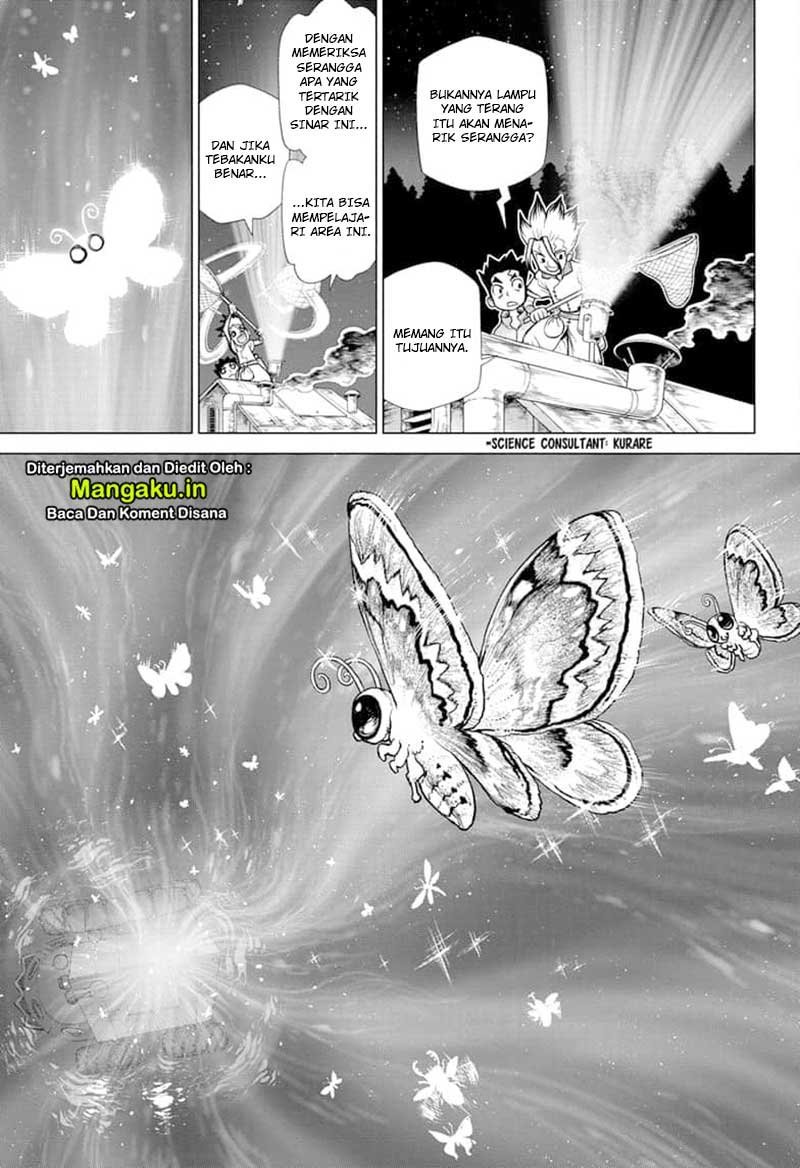 BUKANNYA LAMPU
YANG TERANG
ITU AKAN MENA-
RIK SERANGGA?
MEMANG ITU
TUJUANNYA.
DENGAN
MEMERIKSA
SERANGGA
APA YANG
TERTARIK
DENGAN
SINAR INI...
...KITA BISA
MEMPELAJA-
RI AREA INI.
DAN JIKA
TEBAKANKU
BENAR...
-SCIENCE CONSULTANT: KURARE
Diterjemahkan dan Diedit Oleh :
Mangaku.in
Baca Dan Koment Disana